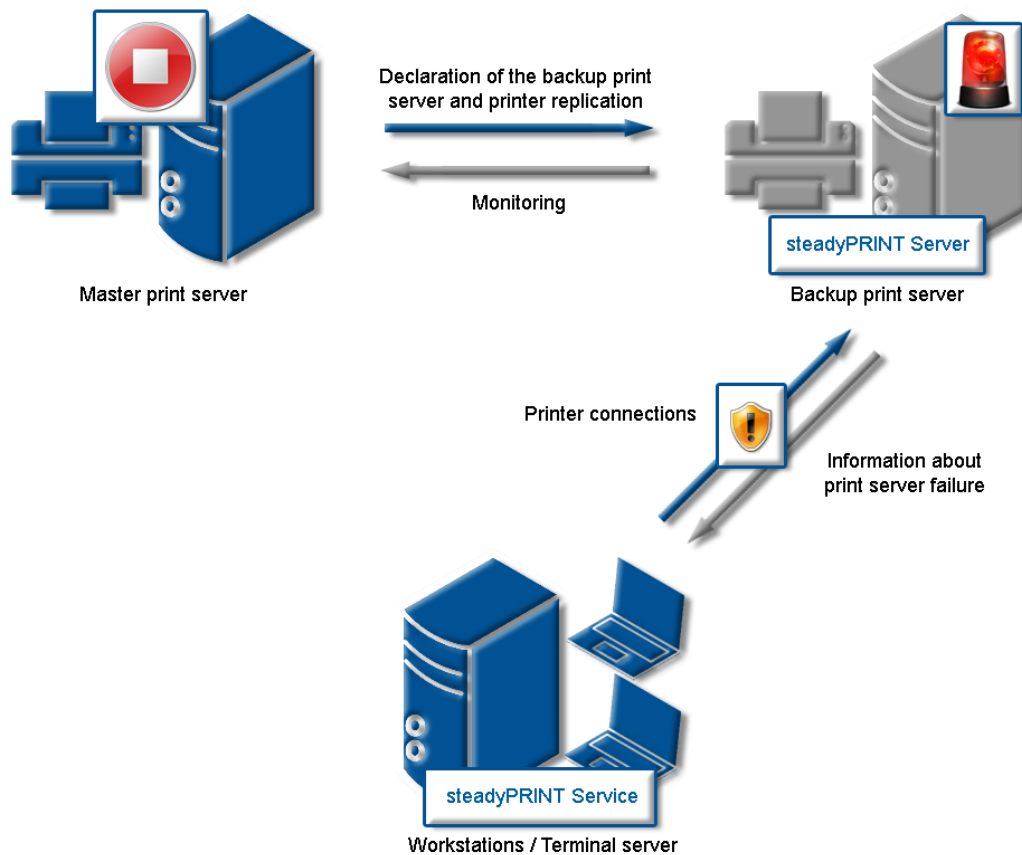 Declaration of the backup print
server and printer replication
Monitoring
steadyPRINT Server
Master print server
Backup print server
Printer connections
Information about
print server failure
steadyPRINT Service
Workstations / Terminal server